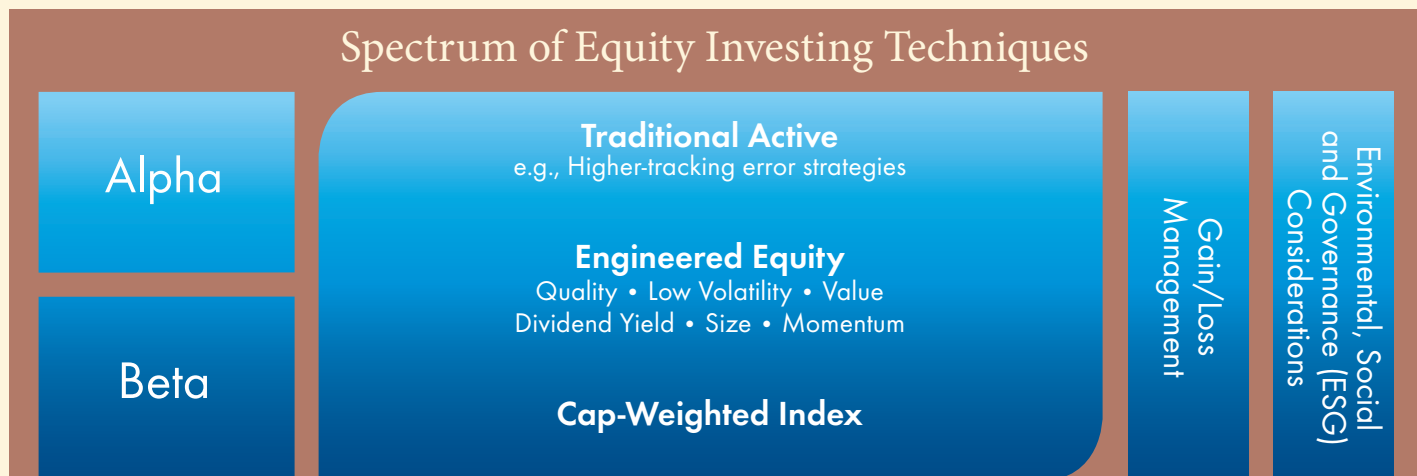 Spectrum of Equity Investing Techniques
Alpha
Beta
Traditional Active
e.g., Higher-tracking error strategies
Engineered Equity
Quality • Low Volatility • Value
Dividend Yield • Size • Momentum
Cap-Weighted Index
Gain/Loss
Management
Environmental, Social
and Governance (ESG)
Considerations